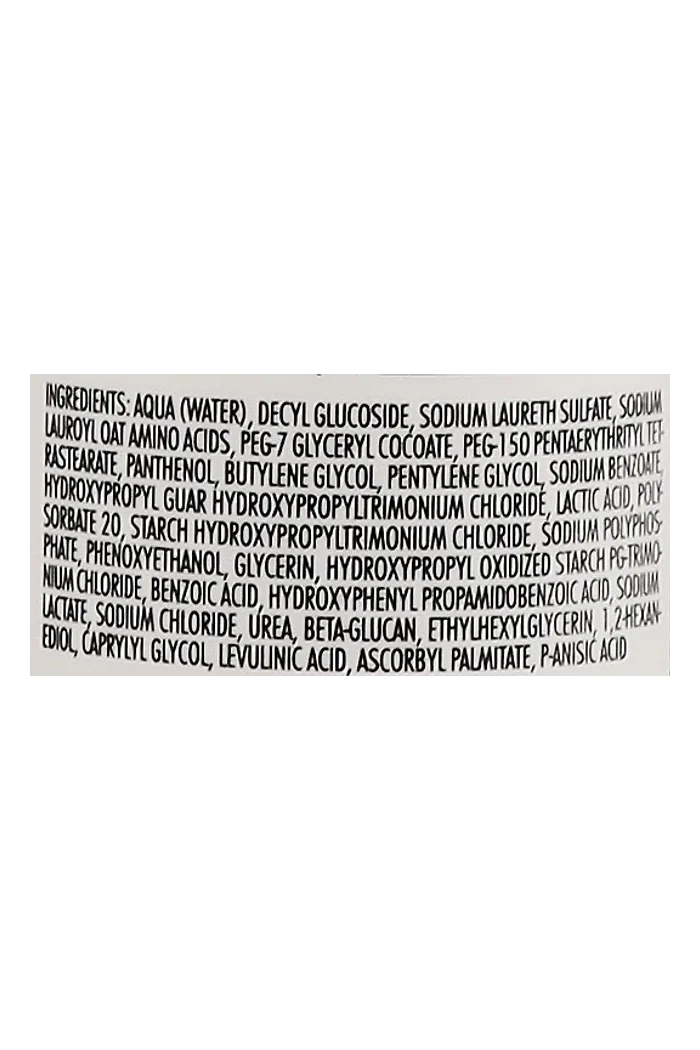 INGREDIENTS: AQUA (WATER), DECYL GLUCOSIDE, SODIUM LAURETH SULFATE, SODIUM
LAUROYL OAT AMINO ACIDS, PEG-7 GLYCERYL COCOATE, PEG-150 PENTAERYTHRITYL TET-
RASTEARATE, PANTHENOL, BUTYLENE GLYCOL, PENTYLENE GLYCOL, SODIUM BENZOATE,
HYDROXYPROPYL GUAR HYDROXYPROPYLTRIMONIUM CHLORIDE, LACTIC ACID, POLY-
SORBATE 20, STARCH HYDROXYPROPYLTRIMONIUM CHLORIDE, SODIUM POLYPHOS-
PHATE, PHENOXYETHANOL, GLYCERIN, HYDROXYPROPYL OXIDIZED STARCH PG-TRIMO-
NIUM CHLORIDE, BENZOIC ACID, HYDROXYPHENYL PROPAMIDOBENZOIC ACID, SODIUM
LACTATE, SODIUM CHLORIDE, UREA, BETA-GLUCAN, ETHYLHEXYLGLYCERIN, 1,2-HEXAN-
EDIOL, CAPRYLYL GLYCOL, LEVULINIC ACID, ASCORBYL PALMITATE, P-ANISIC ACID